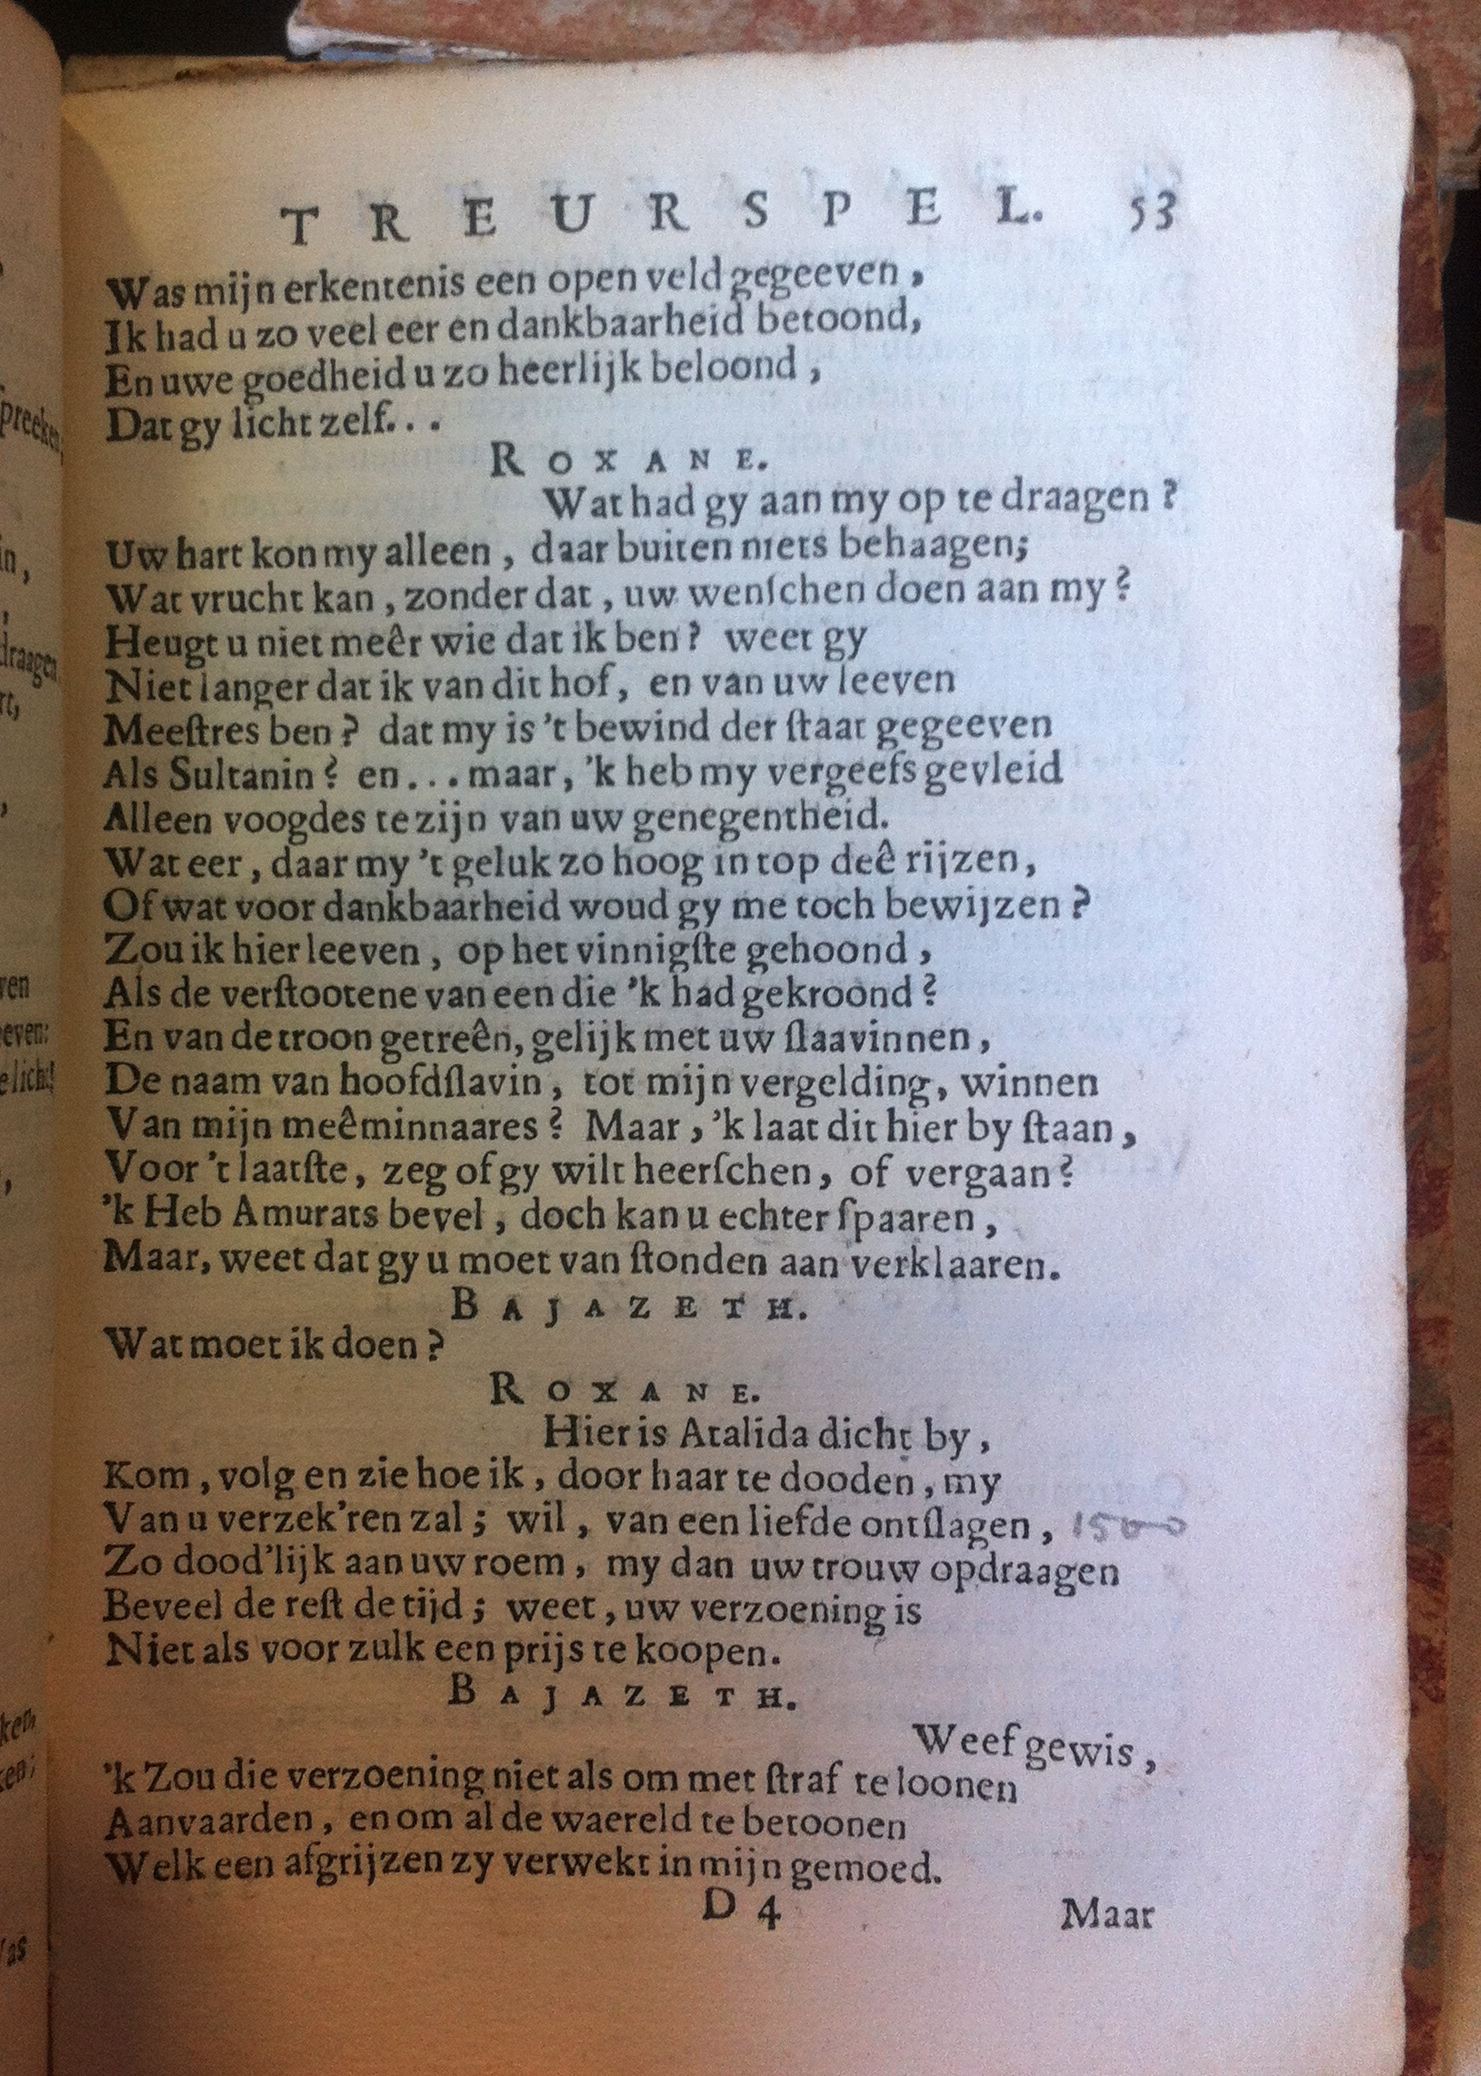 TREURSPEL. 53
Was mijn erkentenis een open veld gegeeven,
Ik had u zo veel eer en dankbaarheid betoond,
En uwe goedheid u zo heerlijk beloond,
Dat gy licht zelf...
ROXANE.
Wat had gy aan my op te draagen?
Uw hart kon my alleen, daar buiten niets behaagen;
Wat vrucht kan, zonder dat, uw wenſchen doen aan my?
Heugt u niet meêr wie dat ik ben? weet gy
Niet langer dat ik van dit hof, en van uw leeven
Meeſtres ben? dat my is 't bewind der ſtaat gegeeven
Als Sultanin? en... maar, 'k heb my vergeefs gevleid
Alleen voogdes te zijn van uw genegentheid.
Wat eer, daar my 't geluk zo hoog in top deê rijzen,
Of wat voor dankbaarheid woud gy me toch bewijzen?
Zou ik hier leeven, op het vinnigſte gehoond,
Als de verſtootene van een die 'k had gekroond?
En van de troon getreên, gelijk met uw ſlaavinnen,
De naam van hoofdſlavin, tot mijn vergelding, winnen
Van mijn meêminnaares? Maar, 'k laat dit hier by ſtaan,
Voor 't laatſte, zeg of gy wilt heerſchen, of vergaan?
'k Heb Amurats bevel, doch kan u echter ſpaaren,
Maar, weet dat gy u moet van ſtonden aan verklaaren.
BAJAZETH.
Wat moet ik doen?
ROXANE.
Hier is Atalida dicht by,
Kom, volg en zie hoe ik, door haar te dooden, my
Van u verzek'ren zal; wil, van een liefde ontſlagen, 1500
Zo dood'lijk aan uw roem, my dan uw trouw opdraagen
Beveel de reſt de tijd; weet, uw verzoening is
Niet als voor zulk een prijs te koopen.
BAJAZETH.
Weef gewis,
'k Zou die verzoening niet als om met ſtraf te loonen
Aanvaarden, en om al de waereld te betoonen
Welk een afgrijzen zy verwekt in mijn gemoed.
D 4 Maar